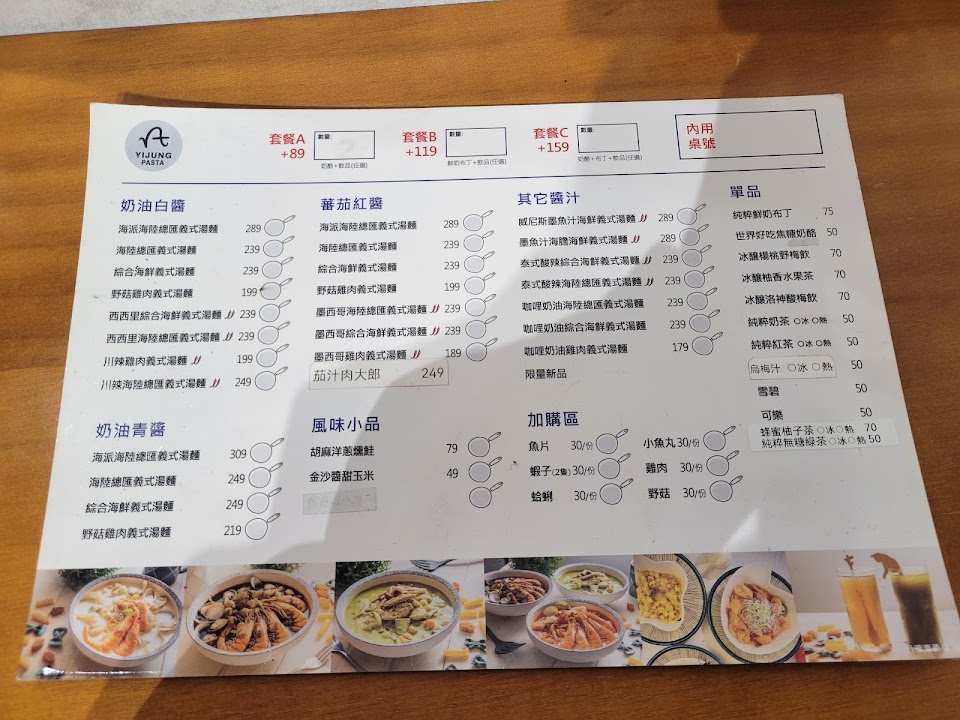 YIJUNG
PASTA
套餐A
+89
數量:
奶酪+飲品(任選)
套餐B
+119
數量:
鮮奶布丁+飲品(任選)
套餐C
+159
數量:
奶酪+布丁+飲品(任選)
內用
桌號
奶油白醬
海派海陸總匯義式湯麵 289
海陸總匯義式湯麵 239
綜合海鮮義式湯麵 239
野菇雞肉義式湯麵 199
西西里綜合海鮮義式湯麵 239
西西里海陸總匯義式湯麵 239
川辣雞肉義式湯麵 199
川辣海陸總匯義式湯麵 249
蕃茄紅醬
海派海陸總匯義式湯麵 289
海陸總匯義式湯麵 239
綜合海鮮義式湯麵 239
野菇雞肉義式湯麵 199
墨西哥海陸總匯義式湯麵 239
墨西哥綜合海鮮義式湯麵 239
墨西哥雞肉義式湯麵 189
茄汁肉大郎 249
其它醬汁
威尼斯墨魚汁海鮮義式湯麵 289
墨魚汁海膽海鮮義式湯麵 289
泰式酸辣綜合海鮮義式湯麵 239
泰式酸辣海陸總匯義式湯麵 239
咖哩奶油海陸總匯義式湯麵 239
咖哩奶油綜合海鮮義式湯麵 239
咖哩奶油雞肉義式湯麵 179
限量新品
單品
純粹鮮奶布丁 75
世界好吃焦糖奶酪 50
冰釀楊桃野梅飲 70
冰釀柚香水果茶 70
冰釀洛神酸梅飲 70
純粹奶茶 ○冰 ○熱 50
純粹紅茶 ○冰 ○熱 50
烏梅汁 ○冰 ○熱 50
雪碧 50
可樂 50
蜂蜜柚子茶 ○冰○熱 70
純粹無糖綠茶 ○冰○熱 50
奶油青醬
海派海陸總匯義式湯麵 309
海陸總匯義式湯麵 249
綜合海鮮義式湯麵 249
野菇雞肉義式湯麵 219
風味小品
胡麻洋蔥燻鮭 79
金沙醬甜玉米 49
加購區
魚片 30/份
蝦子(2隻) 30/份
蛤蜊 30/份
小魚丸 30/份
雞肉 30/份
野菇 30/份